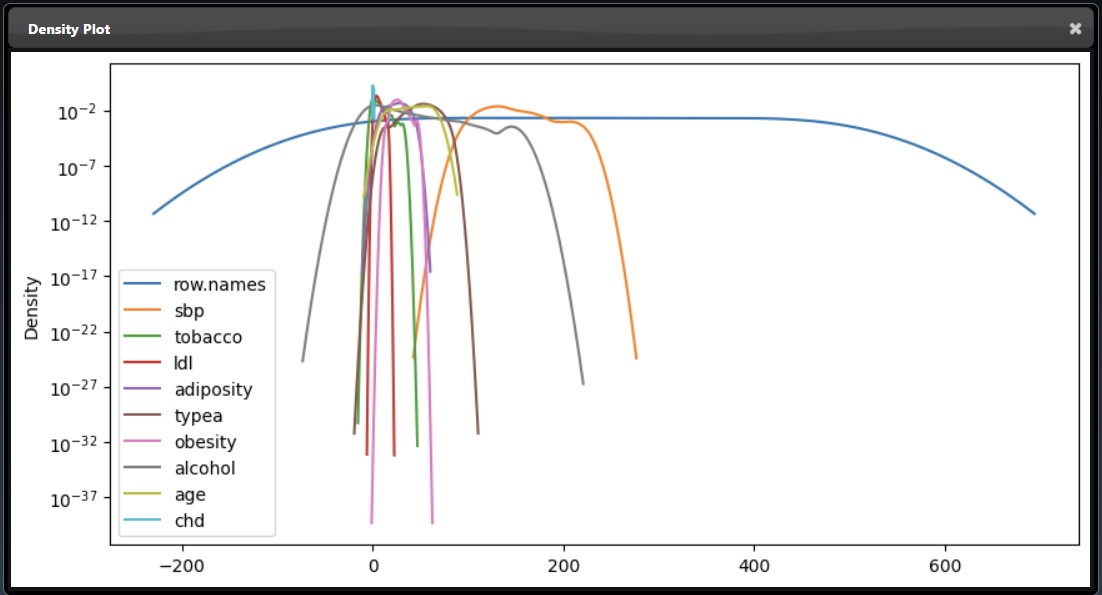 Density Plot
Density
10⁻²
10⁻⁷
10⁻¹²
10⁻¹⁷
10⁻²²
10⁻²⁷
10⁻³²
10⁻³⁷
row.names
sbp
tobacco
ldl
adiposity
typea
obesity
alcohol
age
chd
−200 0 200 400 600